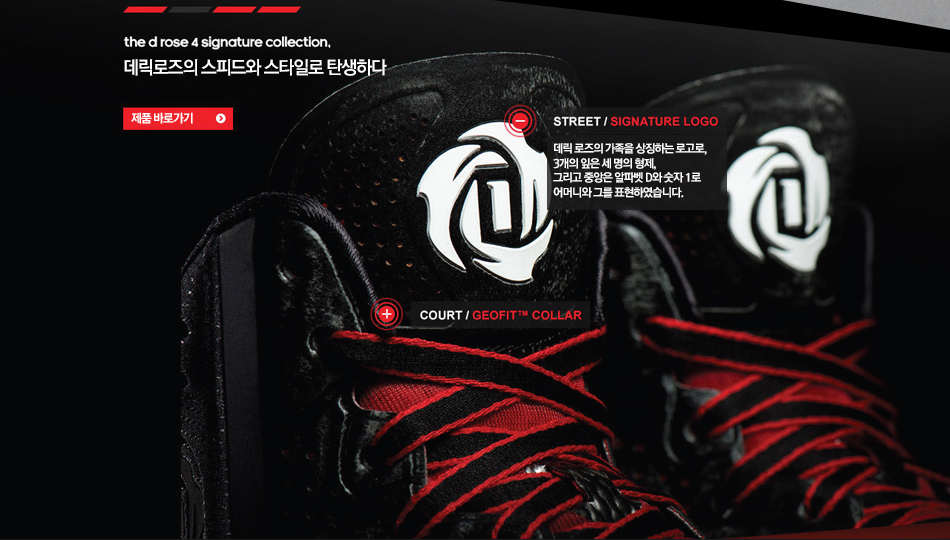 the d rose 4 signature collection,
데릭로즈의 스피드와 스타일로 탄생하다
제품 바로가기
STREET / SIGNATURE LOGO
데릭 로즈의 가족을 상징하는 로고로,
3개의 잎은 세 명의 형제,
그리고 중앙은 알파벳 D와 숫자 1로
어머니와 그를 표현하였습니다.
COURT / GEOFIT™ COLLAR